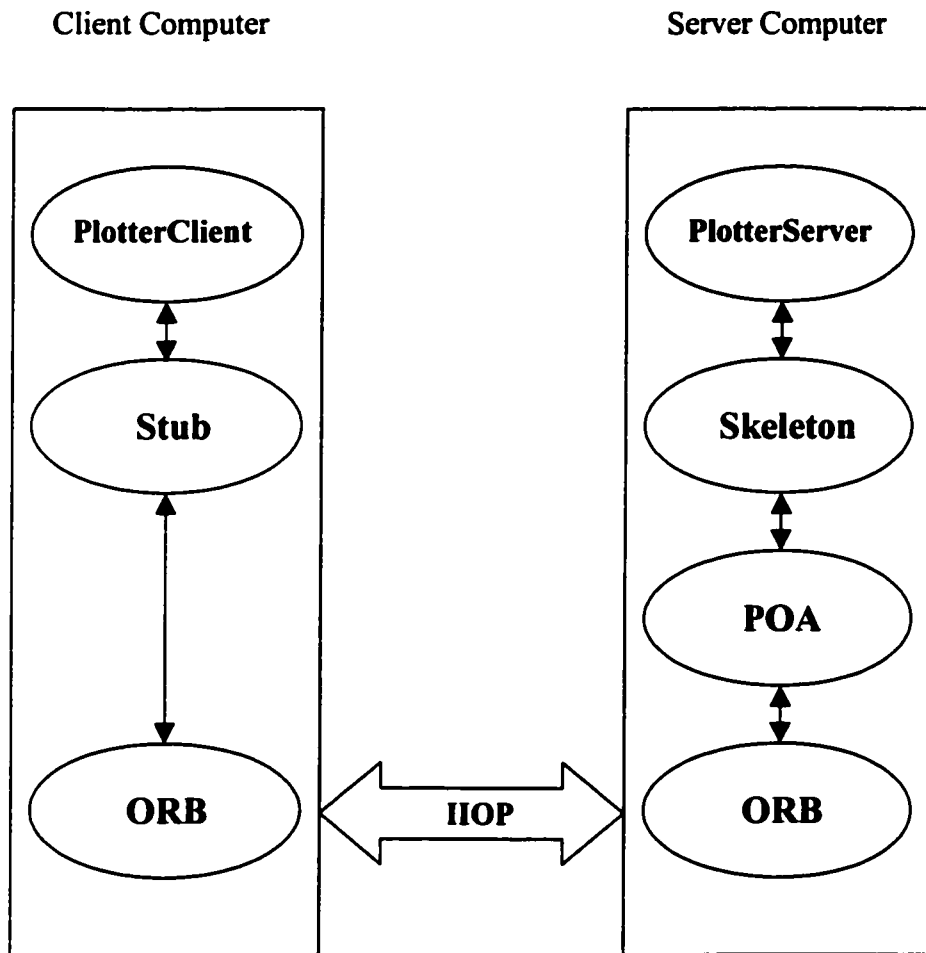 Client Computer
Server Computer
PlotterClient
PlotterServer
Stub
Skeleton
POA
ORB
IIOP
ORB